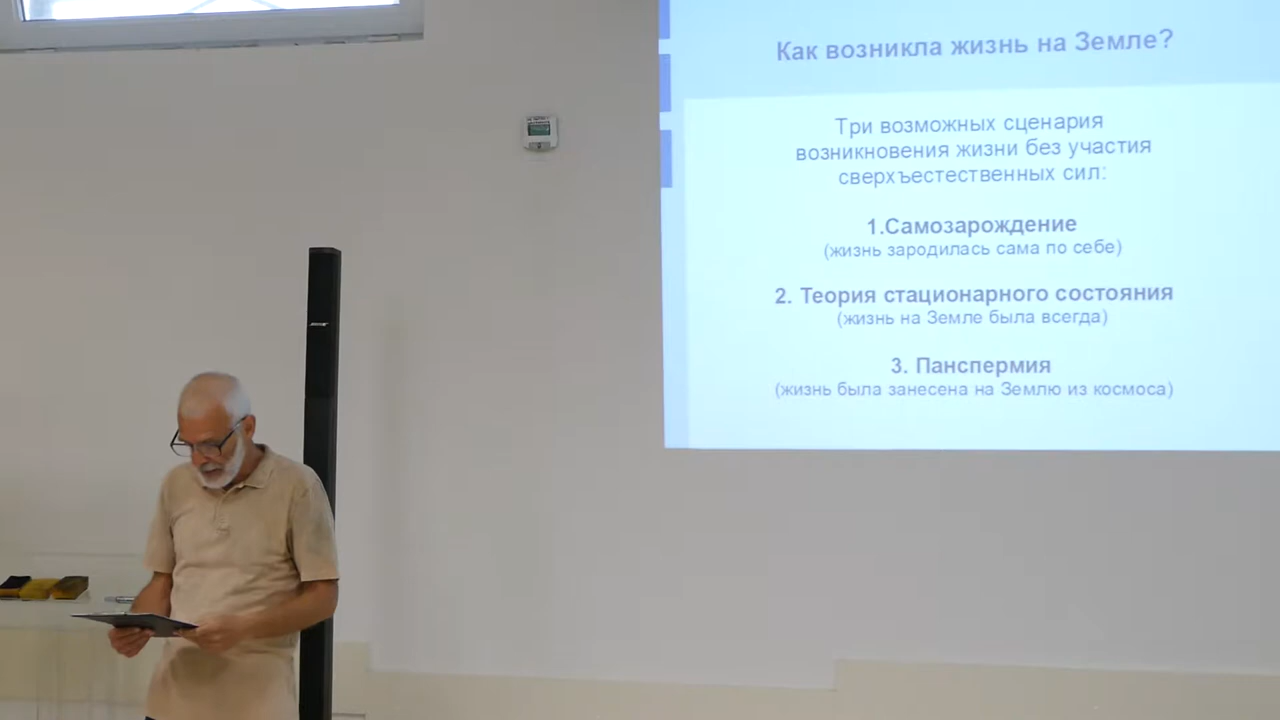 Как возникла жизнь на Земле?
Три возможных сценария
возникновения жизни без участия
сверхъестественных сил:
1.Самозарождение
(жизнь зародилась сама по себе)
2. Теория стационарного состояния
(жизнь на Земле была всегда)
3. Панспермия
(жизнь была занесена на Землю из космоса)